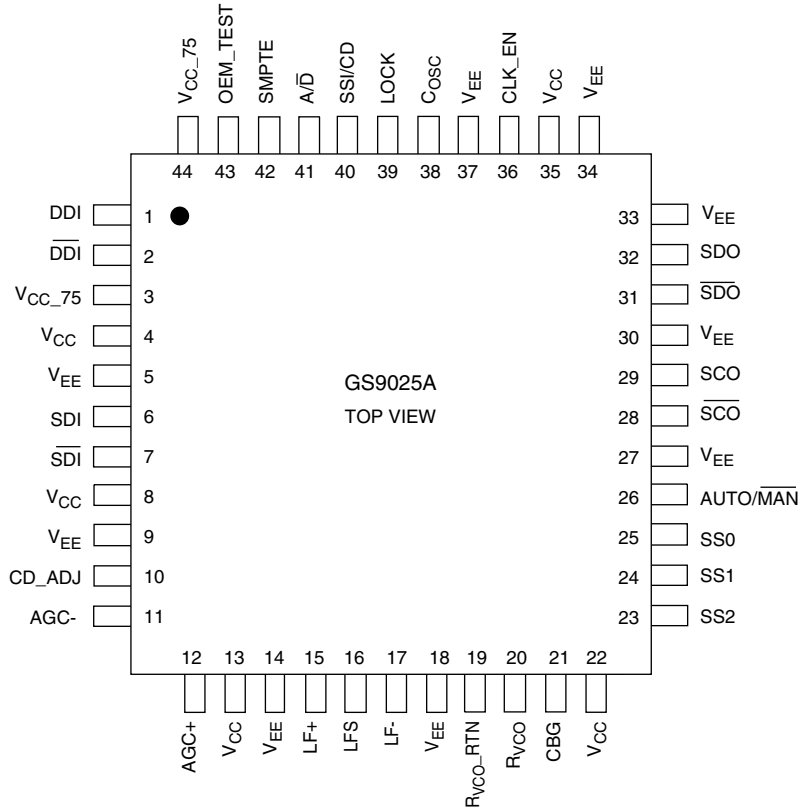 V_CC_75 OEM_TEST SMPTE A/D̅ SSI/CD LOCK C_OSC V_EE CLK_EN V_CC V_EE
44 43 42 41 40 39 38 37 36 35 34
DDI 1 33 V_EE
D̅D̅I̅ 2 32 SDO
V_CC_75 3 31 S̅D̅O̅
V_CC 4 30 V_EE
V_EE 5 29 SCO
GS9025A
TOP VIEW
SDI 6 28 S̅C̅O̅
S̅D̅I̅ 7 27 V_EE
V_CC 8 26 AUTO/M̅A̅N̅
V_EE 9 25 SS0
CD_ADJ 10 24 SS1
AGC- 11 23 SS2
12 13 14 15 16 17 18 19 20 21 22
AGC+ V_CC V_EE LF+ LFS LF- V_EE R_VCO_RTN R_VCO CBG V_CC